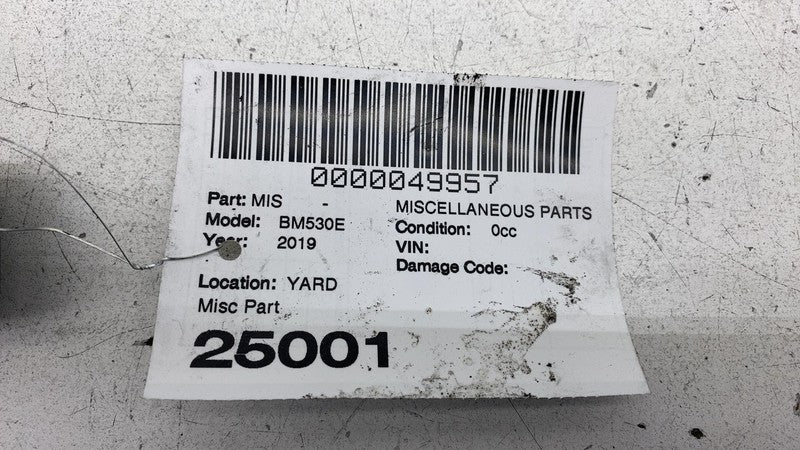 0000049957
Part: MIS - MISCELLANEOUS PARTS
Model: BM530E Condition: 0cc
Year: 2019 VIN:
Damage Code:
Location: YARD
Misc Part
25001